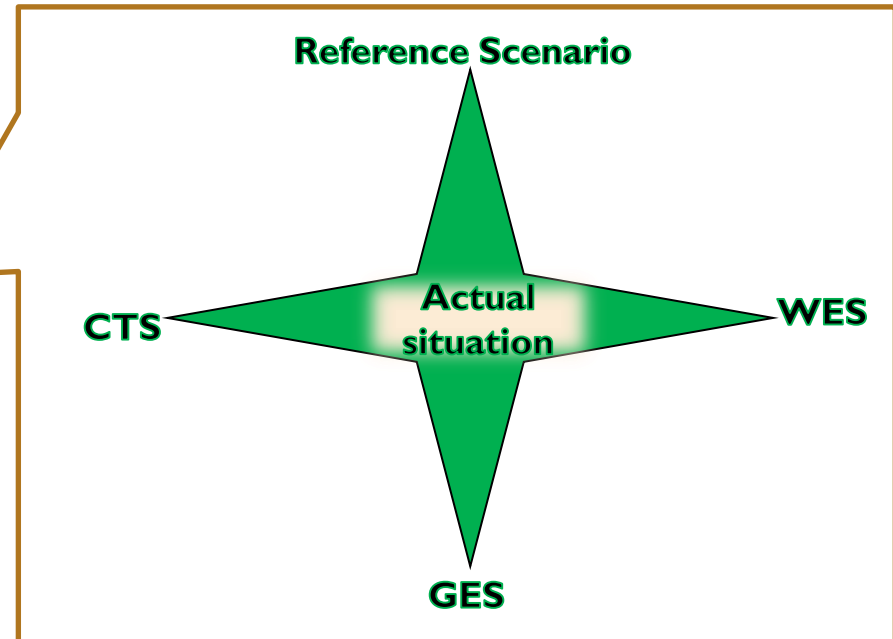 Reference Scenario
Actual
situation
CTS
WES
GES